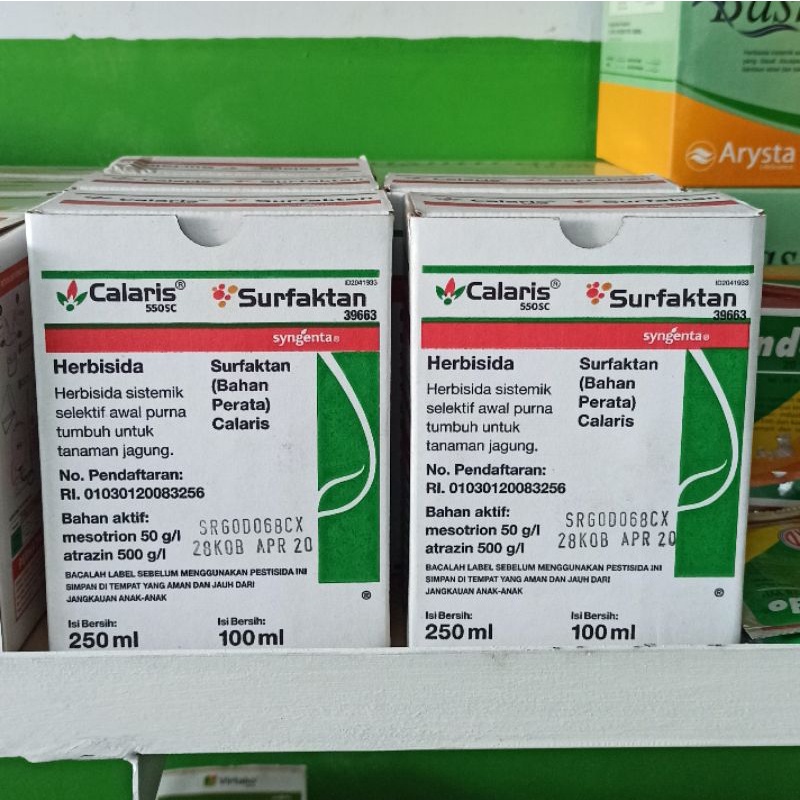 Arysta
Calaris®
550SC
Surfaktan
ID2041933
39663
syngenta®
Herbisida
Herbisida sistemik
selektif awal purna
tumbuh untuk
tanaman jagung.
Surfaktan
(Bahan
Perata)
Calaris
No. Pendaftaran:
RI. 01030120083256
Bahan aktif:
mesotrion 50 g/l
atrazin 500 g/l
SRG0D068CX
28KOB APR 20
BACALAH LABEL SEBELUM MENGGUNAKAN PESTISIDA INI
SIMPAN DI TEMPAT YANG AMAN DAN JAUH DARI
JANGKAUAN ANAK-ANAK
®
Isi Bersih:
250 ml
Isi Bersih:
100 ml
Calaris®
550SC
Surfaktan
ID2041933
39663
syngenta®
Herbisida
Herbisida sistemik
selektif awal purna
tumbuh untuk
tanaman jagung.
Surfaktan
(Bahan
Perata)
Calaris
No. Pendaftaran:
RI. 01030120083256
Bahan aktif:
mesotrion 50 g/l
atrazin 500 g/l
SRG0D068CX
28KOB APR 20
BACALAH LABEL SEBELUM MENGGUNAKAN PESTISIDA INI
SIMPAN DI TEMPAT YANG AMAN DAN JAUH DARI
JANGKAUAN ANAK-ANAK
®
Isi Bersih:
250 ml
Isi Bersih:
100 ml